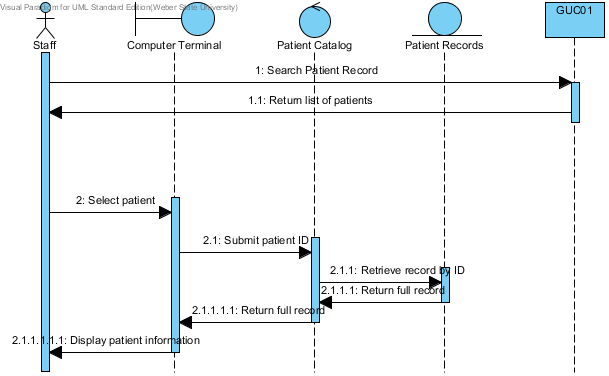 Visual Paradigm for UML Standard Edition(Weber State University)
GUC01
Staff
Computer Terminal
Patient Catalog
Patient Records
1: Search Patient Record
1.1: Return list of patients
2: Select patient
2.1: Submit patient ID
2.1.1: Retrieve record by ID
2.1.1.1: Return full record
2.1.1.1.1: Return full record
2.1.1.1.1.1: Display patient information